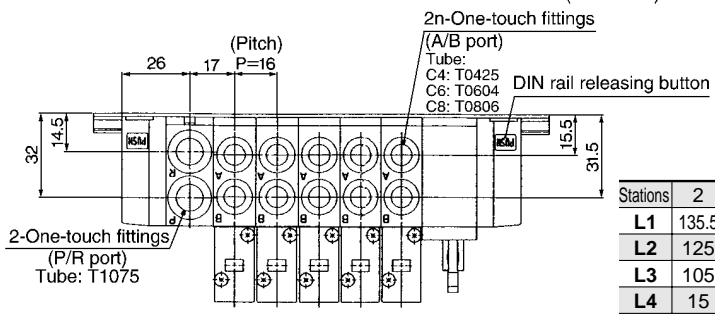 2n-One-touch fittings
(A/B port)
Tube:
C4: T0425
C6: T0604
C8: T0806
(Pitch)
P=16
26
17
DIN rail releasing button
32
14.5
PUSH
R
A
A
A
A
A
PUSH
15.5
31.5
P
B
B
B
B
B
2-One-touch fittings
(P/R port)
Tube: T1075
Stations 2
L1 135.5
L2 125
L3 105
L4 15